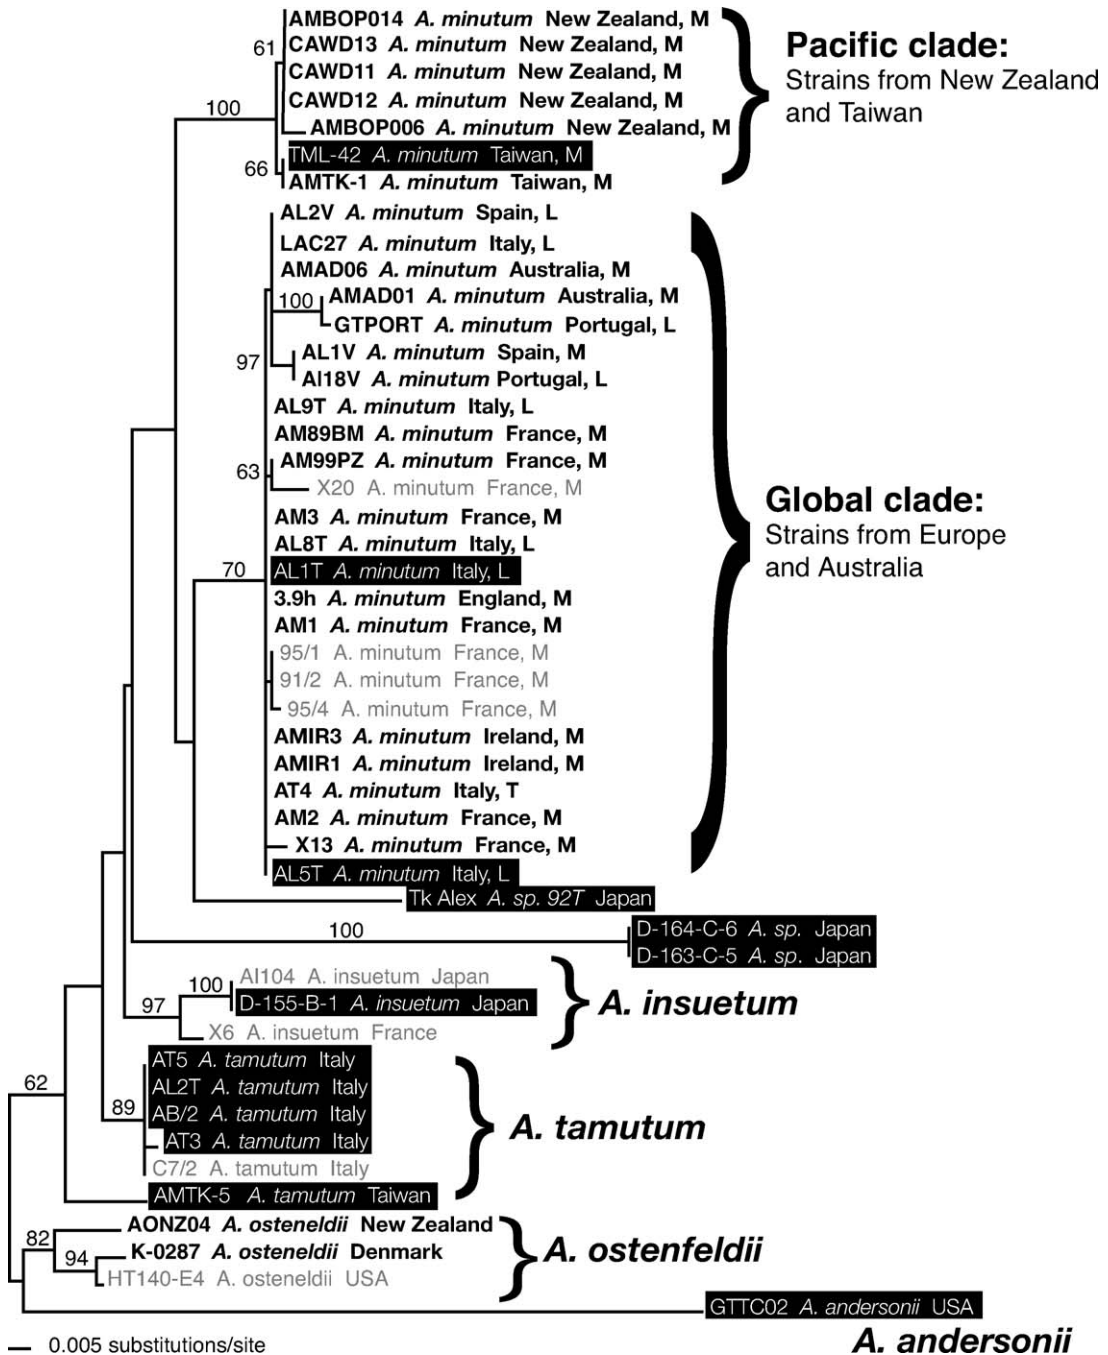 AMBOP014 A. minutum New Zealand, M
61
CAWD13 A. minutum New Zealand, M
CAWD11 A. minutum New Zealand, M
CAWD12 A. minutum New Zealand, M
100
AMBOP006 A. minutum New Zealand, M
TML-42 A. minutum Taiwan, M
66
AMTK-1 A. minutum Taiwan, M
Pacific clade:
Strains from New Zealand
and Taiwan
AL2V A. minutum Spain, L
LAC27 A. minutum Italy, L
AMAD06 A. minutum Australia, M
100
AMAD01 A. minutum Australia, M
GTPORT A. minutum Portugal, L
AL1V A. minutum Spain, M
97
Al18V A. minutum Portugal, L
AL9T A. minutum Italy, L
AM89BM A. minutum France, M
AM99PZ A. minutum France, M
63
X20 A. minutum France, M
AM3 A. minutum France, M
AL8T A. minutum Italy, L
70
AL1T A. minutum Italy, L
3.9h A. minutum England, M
AM1 A. minutum France, M
95/1 A. minutum France, M
91/2 A. minutum France, M
95/4 A. minutum France, M
AMIR3 A. minutum Ireland, M
AMIR1 A. minutum Ireland, M
AT4 A. minutum Italy, T
AM2 A. minutum France, M
X13 A. minutum France, M
AL5T A. minutum Italy, L
Global clade:
Strains from Europe
and Australia
Tk Alex A. sp. 92T Japan
100
D-164-C-6 A. sp. Japan
D-163-C-5 A. sp. Japan
AI104 A. insuetum Japan
100
D-155-B-1 A. insuetum Japan
97
X6 A. insuetum France
A. insuetum
AT5 A. tamutum Italy
62
AL2T A. tamutum Italy
89
AB/2 A. tamutum Italy
AT3 A. tamutum Italy
C7/2 A. tamutum Italy
AMTK-5 A. tamutum Taiwan
A. tamutum
AONZ04 A. osteneldii New Zealand
82
94
K-0287 A. osteneldii Denmark
HT140-E4 A. osteneldii USA
A. ostenfeldii
GTTC02 A. andersonii USA
A. andersonii
0.005 substitutions/site